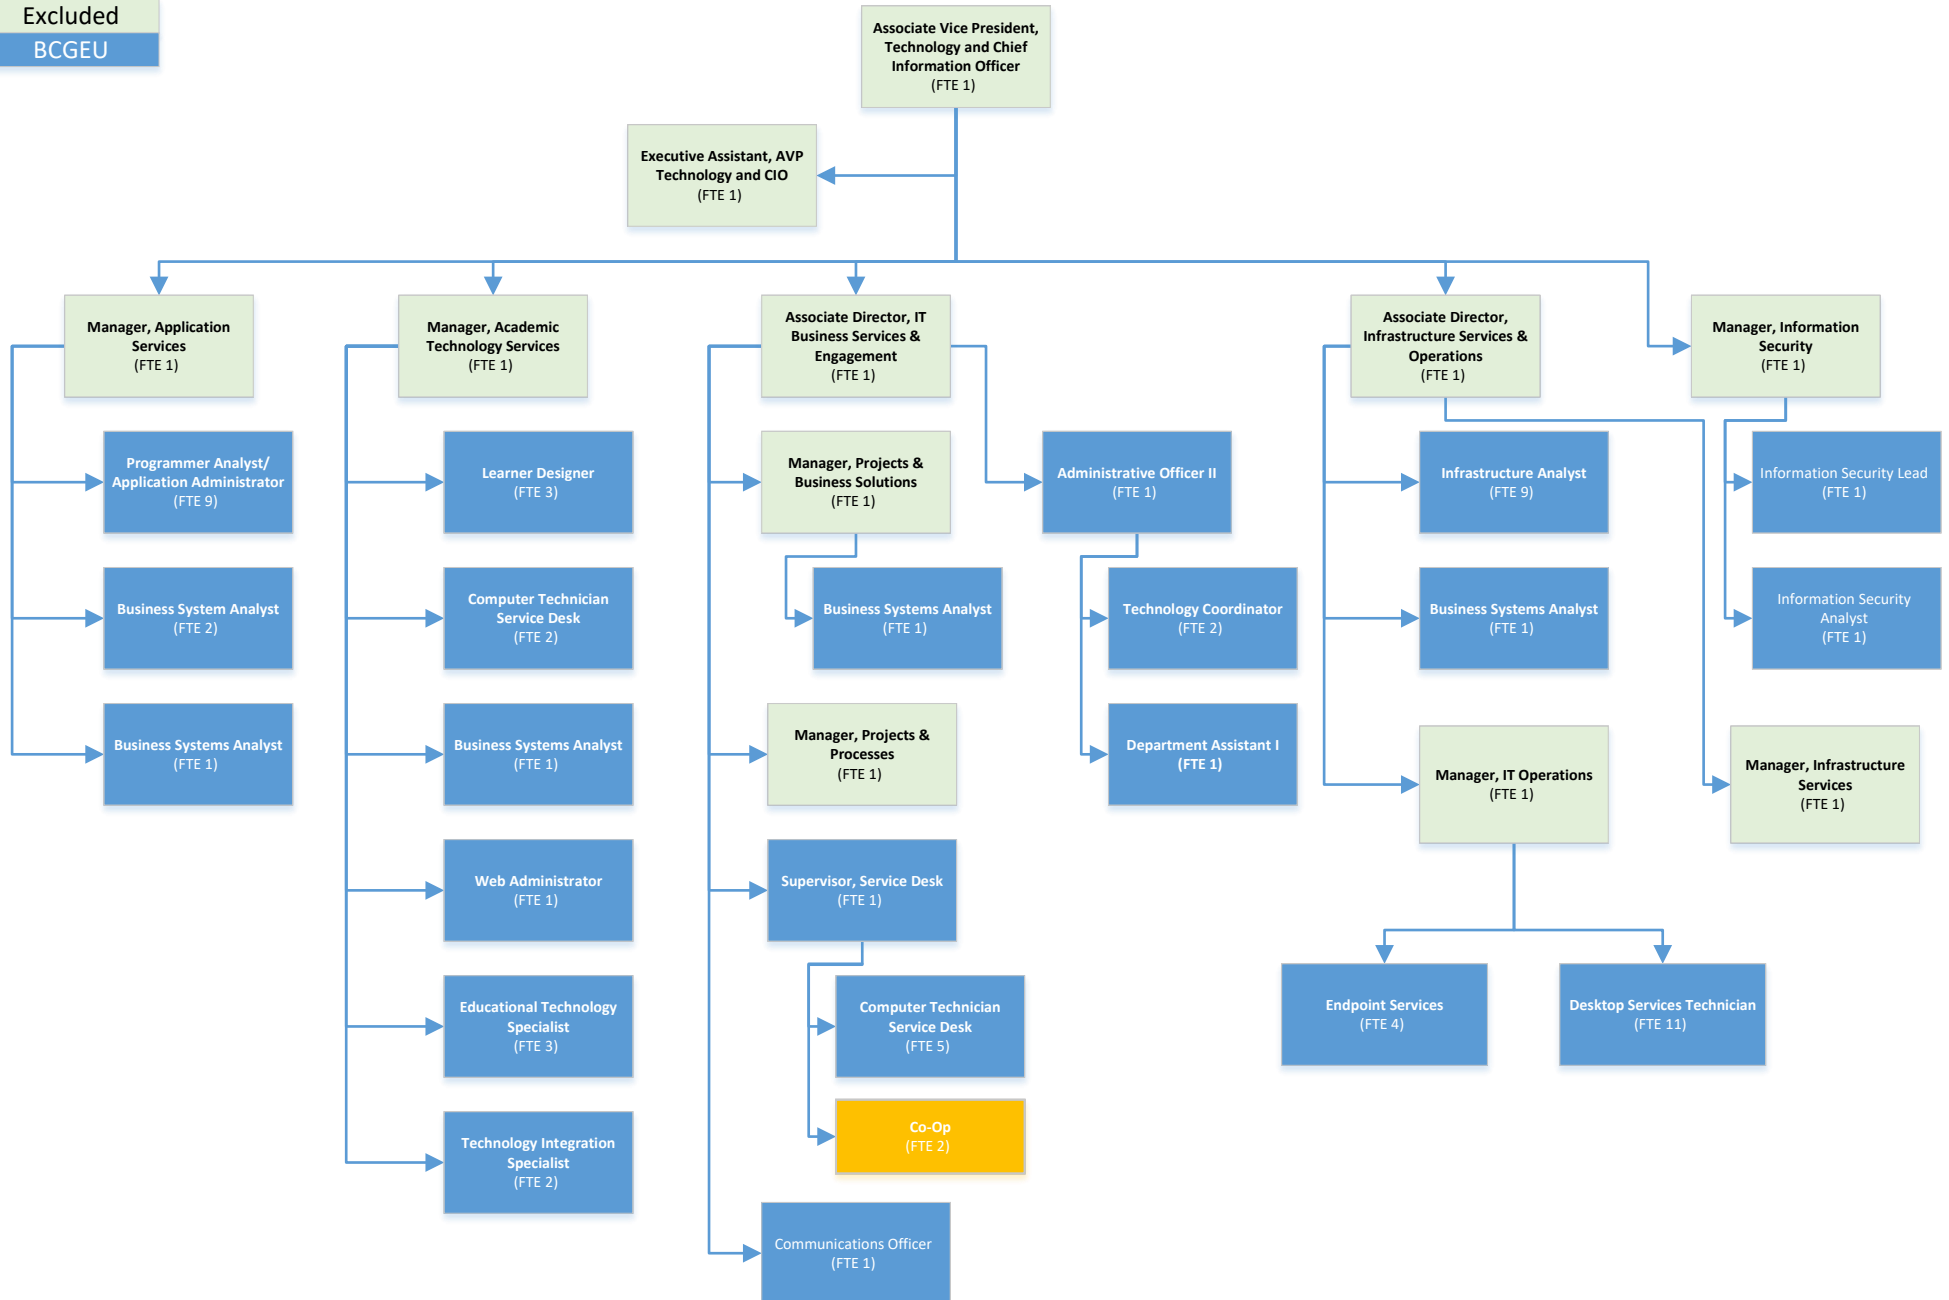 Excluded
BCGEU
Associate Vice President,
Technology and Chief
Information Officer
(FTE 1)
Executive Assistant, AVP
Technology and CIO
(FTE 1)
Manager, Application
Services
(FTE 1)
Manager, Academic
Technology Services
(FTE 1)
Associate Director, IT
Business Services &
Engagement
(FTE 1)
Associate Director,
Infrastructure Services &
Operations
(FTE 1)
Manager, Information
Security
(FTE 1)
Programmer Analyst/
Application Administrator
(FTE 9)
Learner Designer
(FTE 3)
Manager, Projects &
Business Solutions
(FTE 1)
Administrative Officer II
(FTE 1)
Infrastructure Analyst
(FTE 9)
Information Security Lead
(FTE 1)
Business System Analyst
(FTE 2)
Computer Technician
Service Desk
(FTE 2)
Business Systems Analyst
(FTE 1)
Technology Coordinator
(FTE 2)
Business Systems Analyst
(FTE 1)
Information Security
Analyst
(FTE 1)
Business Systems Analyst
(FTE 1)
Business Systems Analyst
(FTE 1)
Manager, Projects &
Processes
(FTE 1)
Department Assistant I
(FTE 1)
Manager, IT Operations
(FTE 1)
Manager, Infrastructure
Services
(FTE 1)
Web Administrator
(FTE 1)
Supervisor, Service Desk
(FTE 1)
Educational Technology
Specialist
(FTE 3)
Computer Technician
Service Desk
(FTE 5)
Endpoint Services
(FTE 4)
Desktop Services Technician
(FTE 11)
Co-Op
(FTE 2)
Technology Integration
Specialist
(FTE 2)
Communications Officer
(FTE 1)